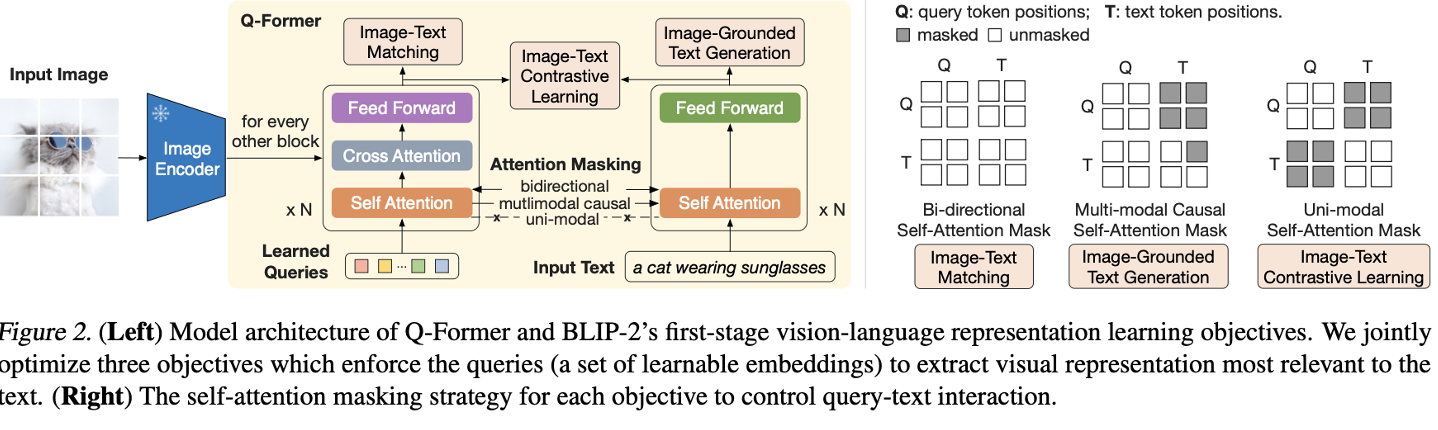 Q-Former
Input Image
Image
Encoder
for every
other block
Image-Text
Matching
Image-Text
Contrastive
Learning
Image-Grounded
Text Generation
Feed Forward
Cross Attention
Self Attention
x N
Learned
Queries
...
Attention Masking
bidirectional
mutlimodal causal
x uni-modal x
Feed Forward
Self Attention
x N
Input Text
a cat wearing sunglasses
Q: query token positions; T: text token positions.
masked unmasked
Q T
Q
T
Bi-directional
Self-Attention Mask
Image-Text
Matching
Q T
Q
T
Multi-modal Causal
Self-Attention Mask
Image-Grounded
Text Generation
Q T
Q
T
Uni-modal
Self-Attention Mask
Image-Text
Contrastive Learning
Figure 2. (Left) Model architecture of Q-Former and BLIP-2's first-stage vision-language representation learning objectives. We jointly
optimize three objectives which enforce the queries (a set of learnable embeddings) to extract visual representation most relevant to the
text. (Right) The self-attention masking strategy for each objective to control query-text interaction.